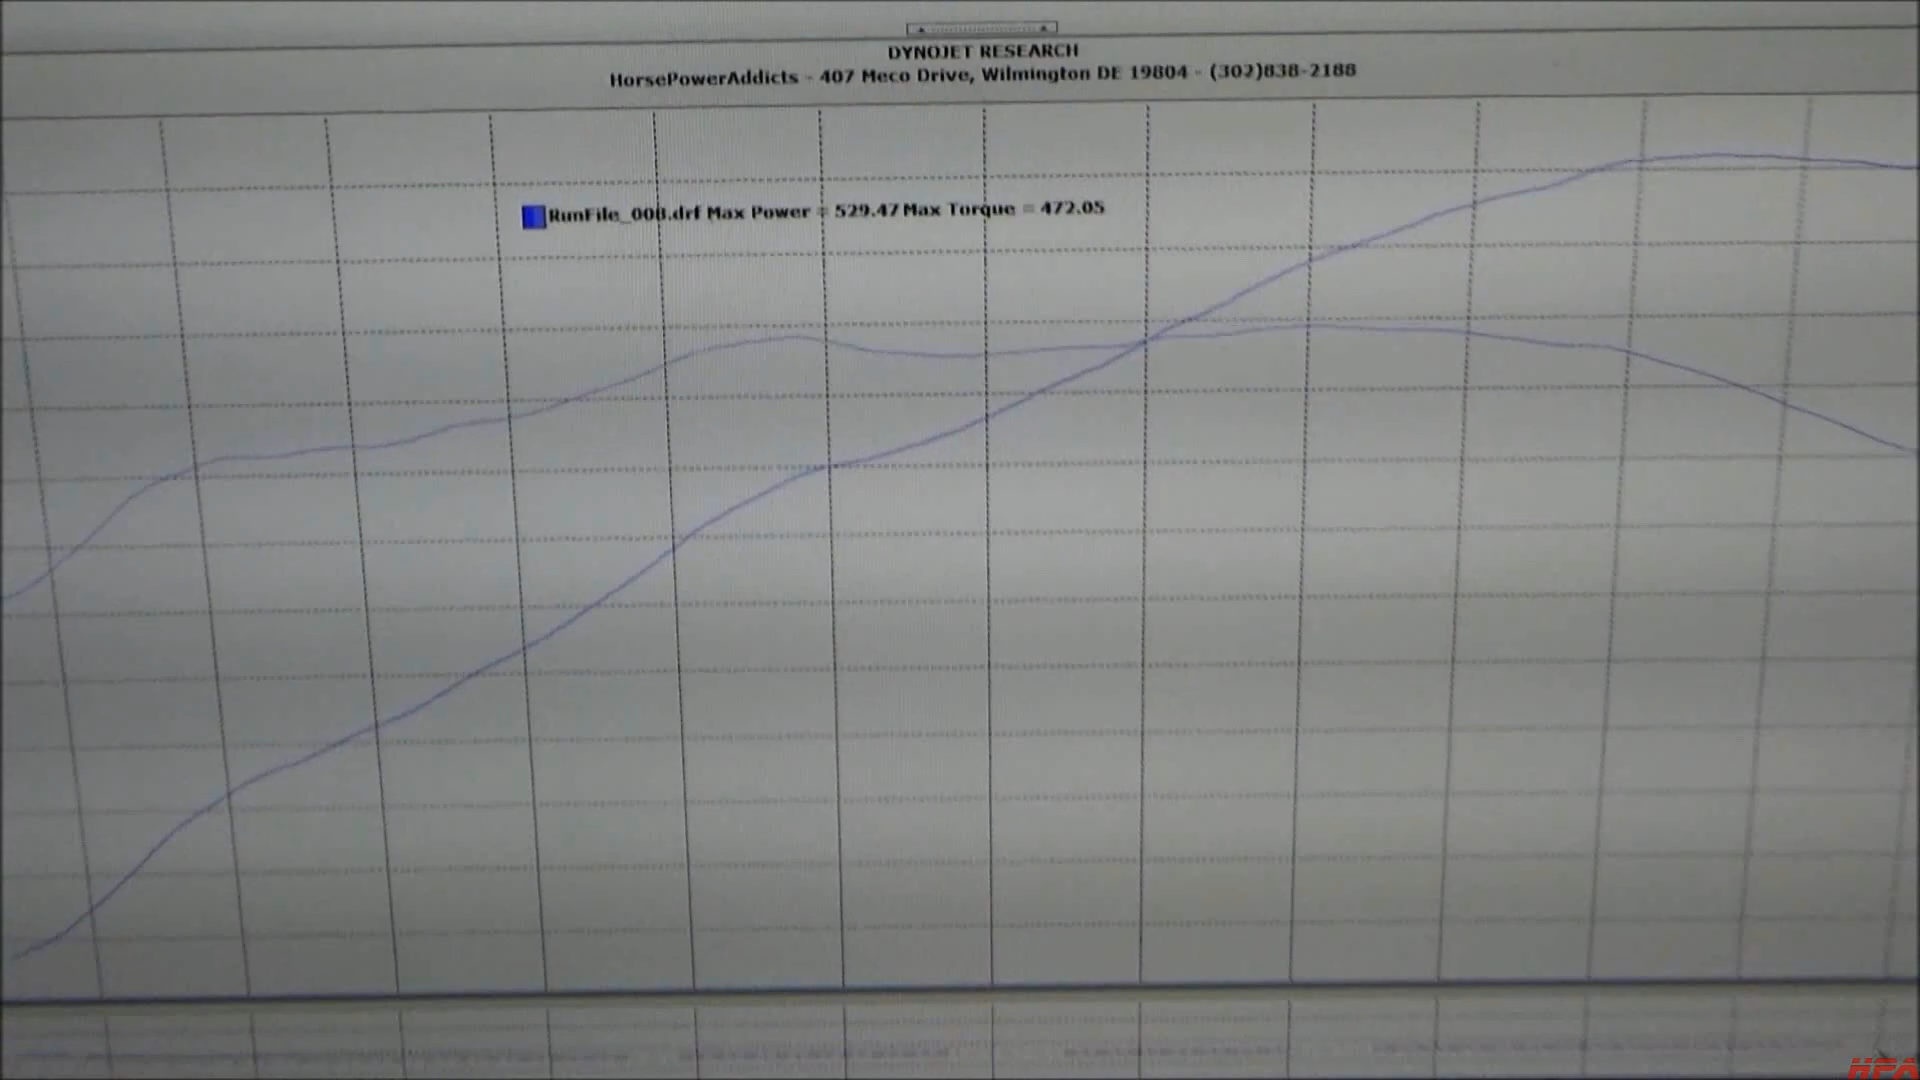 DYNOJET RESEARCH
HorsePowerAddicts - 407 Meco Drive, Wilmington DE 19804 - (302)838-2188
RunFile_008.drf Max Power = 529.47 Max Torque = 472.05
HPA